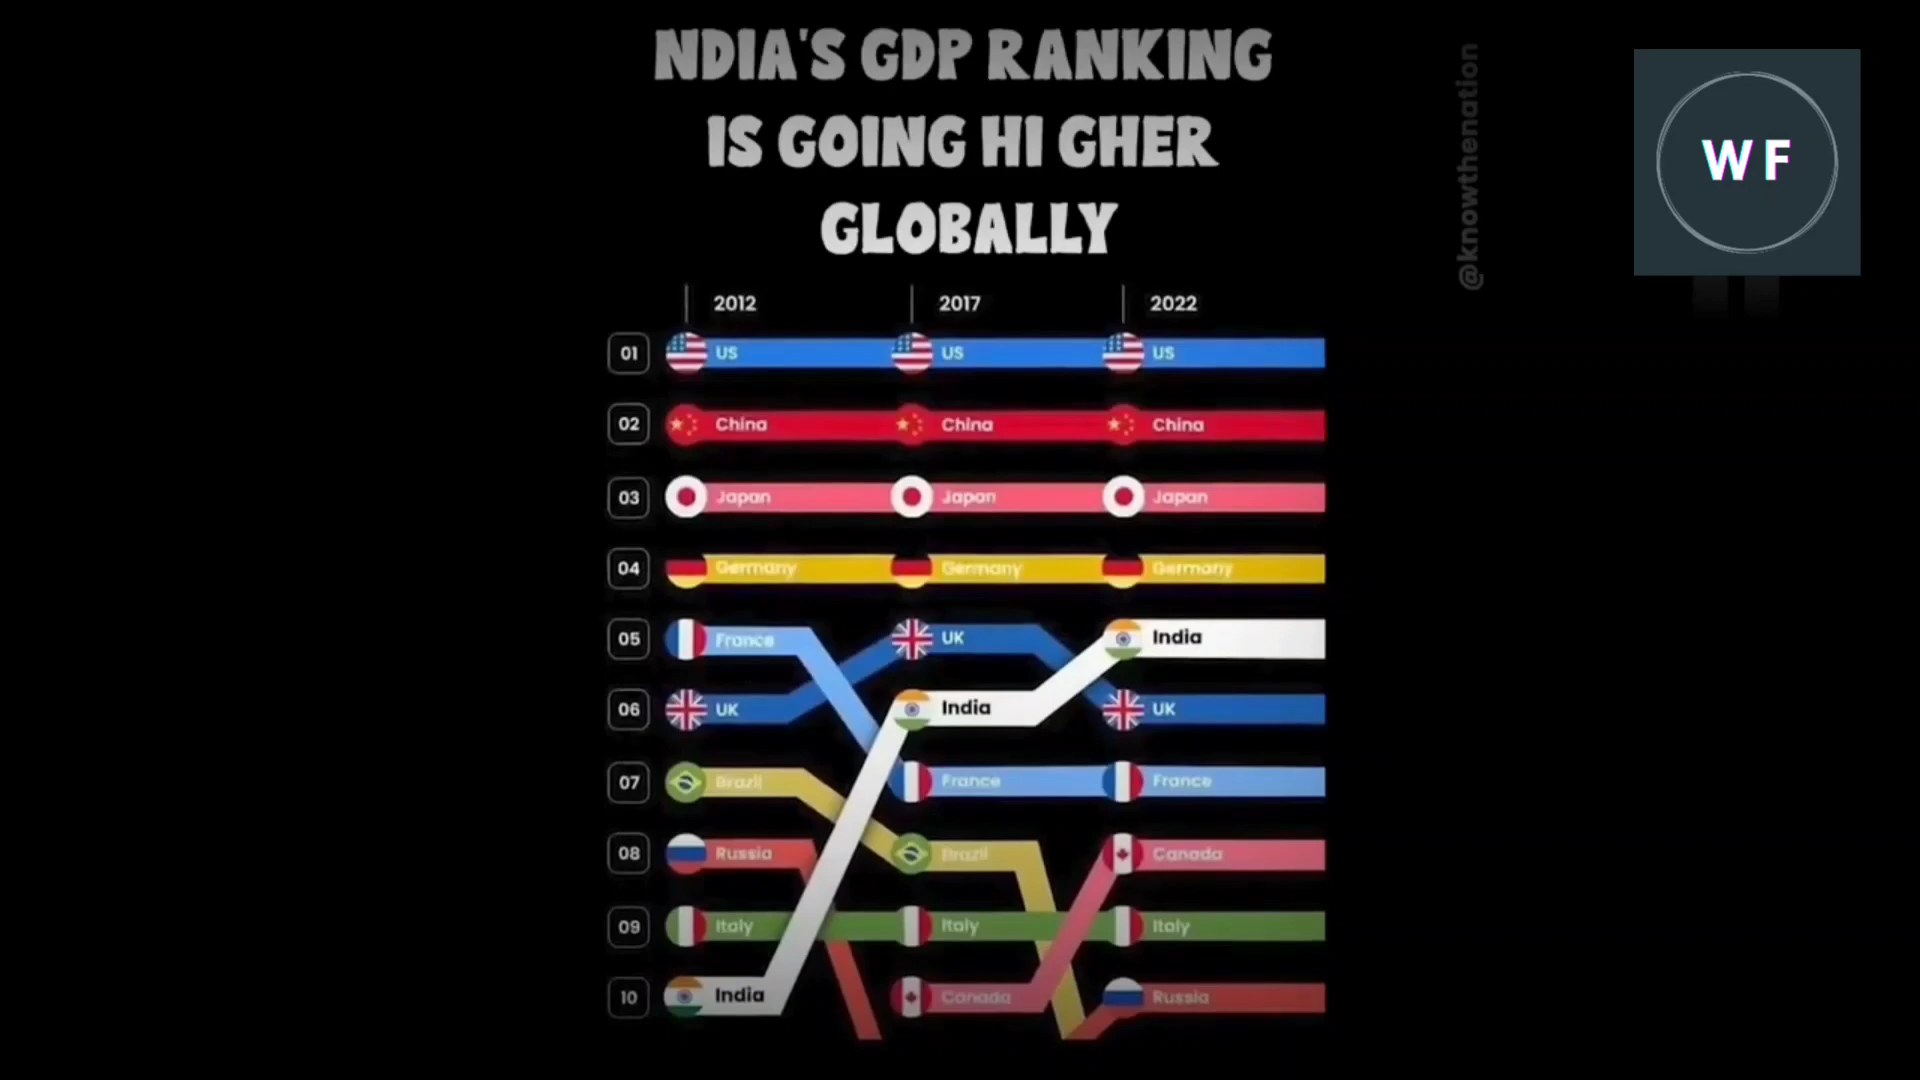 NDIA'S GDP RANKING
IS GOING HI GHER
GLOBALLY
@knowthenation
W F
2012 2017 2022
01 US US US
02 China China China
03 Japan Japan Japan
04 Germany Germany Germany
05 France UK India
06 UK India UK
07 Brazil France France
08 Russia Brazil Canada
09 Italy Italy Italy
10 India Canada Russia